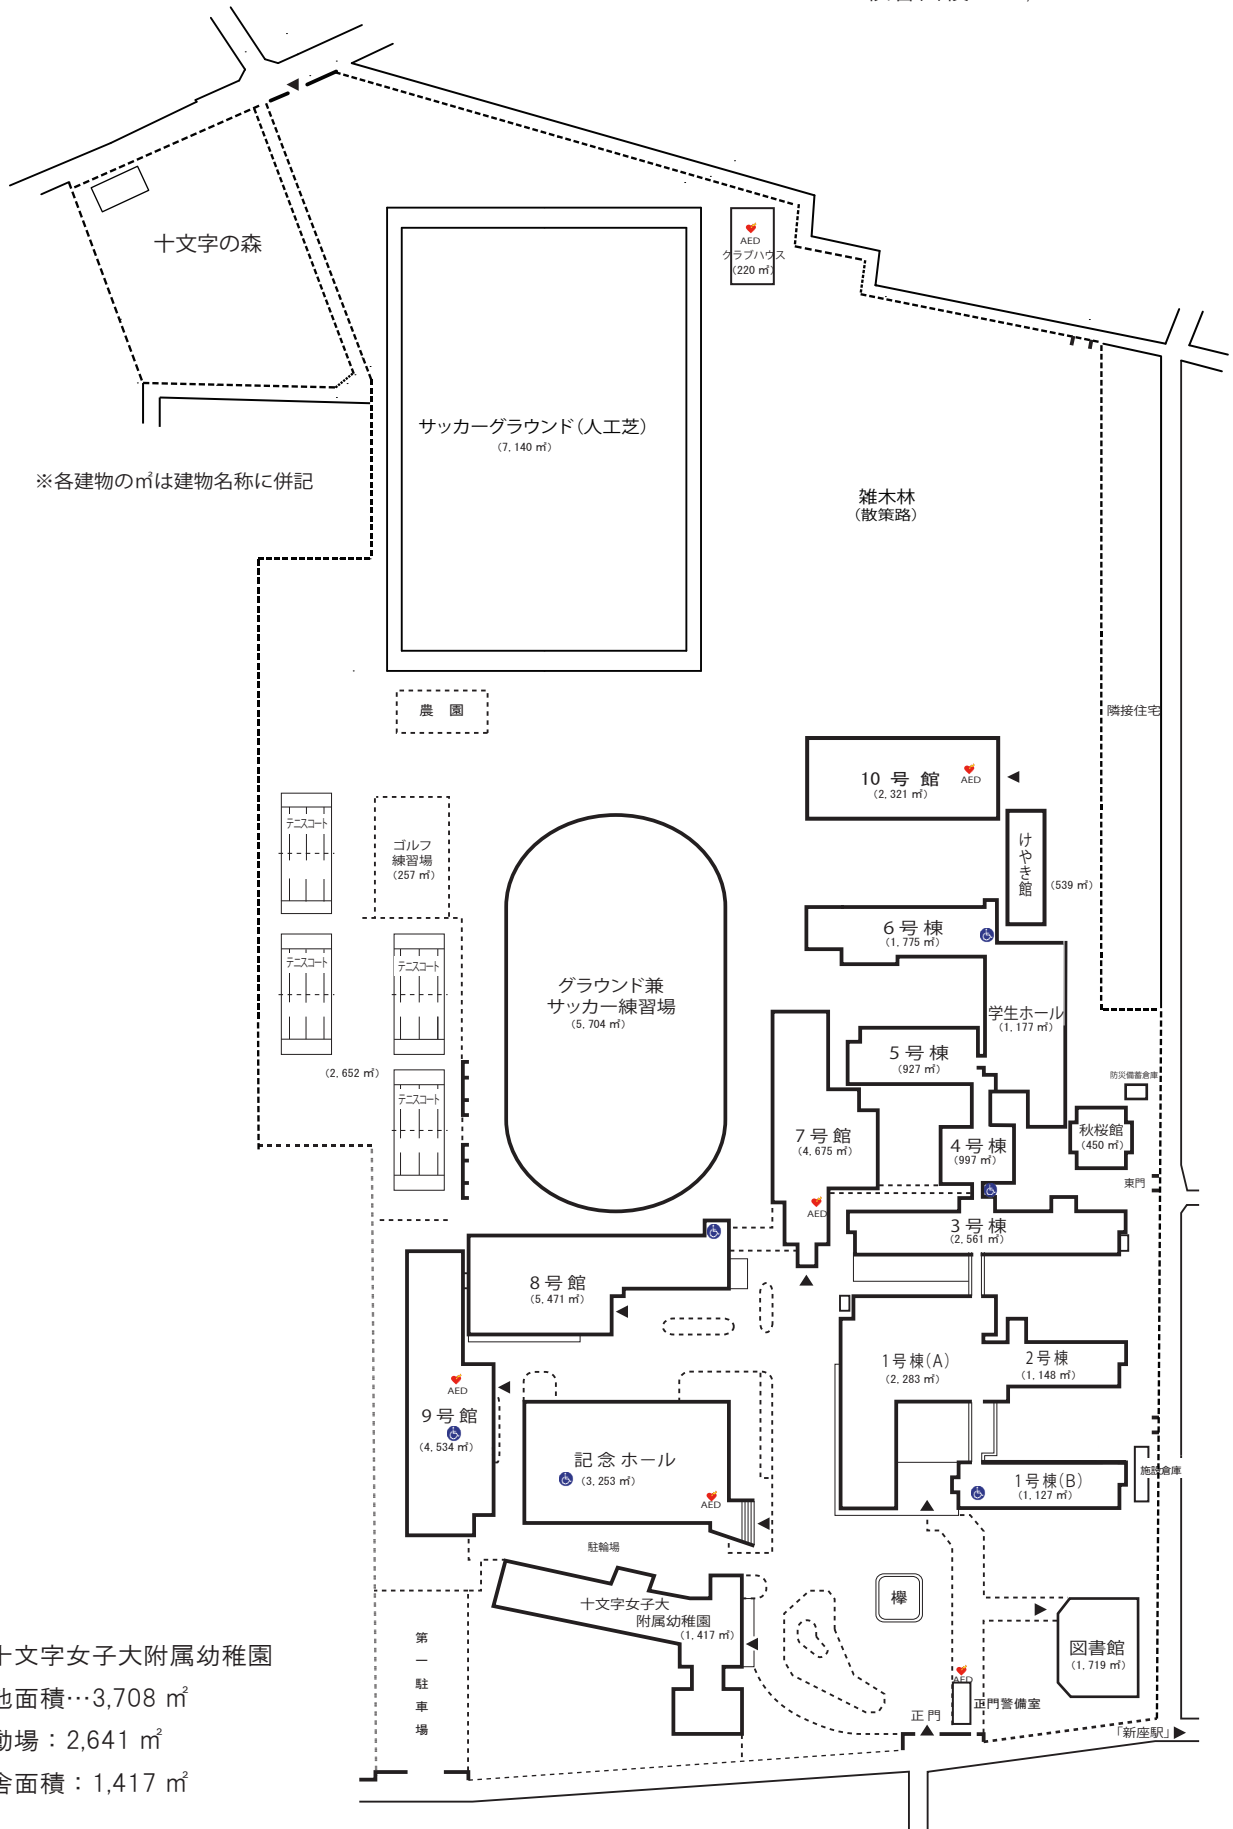 十文字の森
AED
クラブハウス
(220 ㎡)
サッカーグラウンド(人工芝)
(7,140 ㎡)
※各建物の㎡は建物名称に併記
雑木林
(散策路)
農 園
隣接住宅
10 号 館
(2,321 ㎡)
AED
テニスコート
ゴルフ
練習場
(257 ㎡)
けやき館
(539 ㎡)
6 号 棟
(1,775 ㎡)
テニスコート
テニスコート
グラウンド兼
サッカー練習場
(5,704 ㎡)
学生ホール
(1,177 ㎡)
5 号 棟
(927 ㎡)
(2,652 ㎡)
防災備蓄倉庫
テニスコート
7 号 館
(4,675 ㎡)
4 号 棟
(997 ㎡)
秋桜館
(450 ㎡)
東門
AED
3 号 棟
(2,561 ㎡)
8 号 館
(5,471 ㎡)
1号棟(A)
(2,283 ㎡)
2号棟
(1,148 ㎡)
AED
9 号 館
(4,534 ㎡)
記念ホール
(3,253 ㎡)
AED
1号棟(B)
(1,127 ㎡)
施設倉庫
駐輪場
欅
十文字女子大
附属幼稚園
(1,417 ㎡)
図書館
(1,719 ㎡)
第一駐車場
AED
正門警備室
正 門
「新座駅」
十文字女子大附属幼稚園
地面積…3,708 ㎡
動場：2,641 ㎡
舎面積：1,417 ㎡